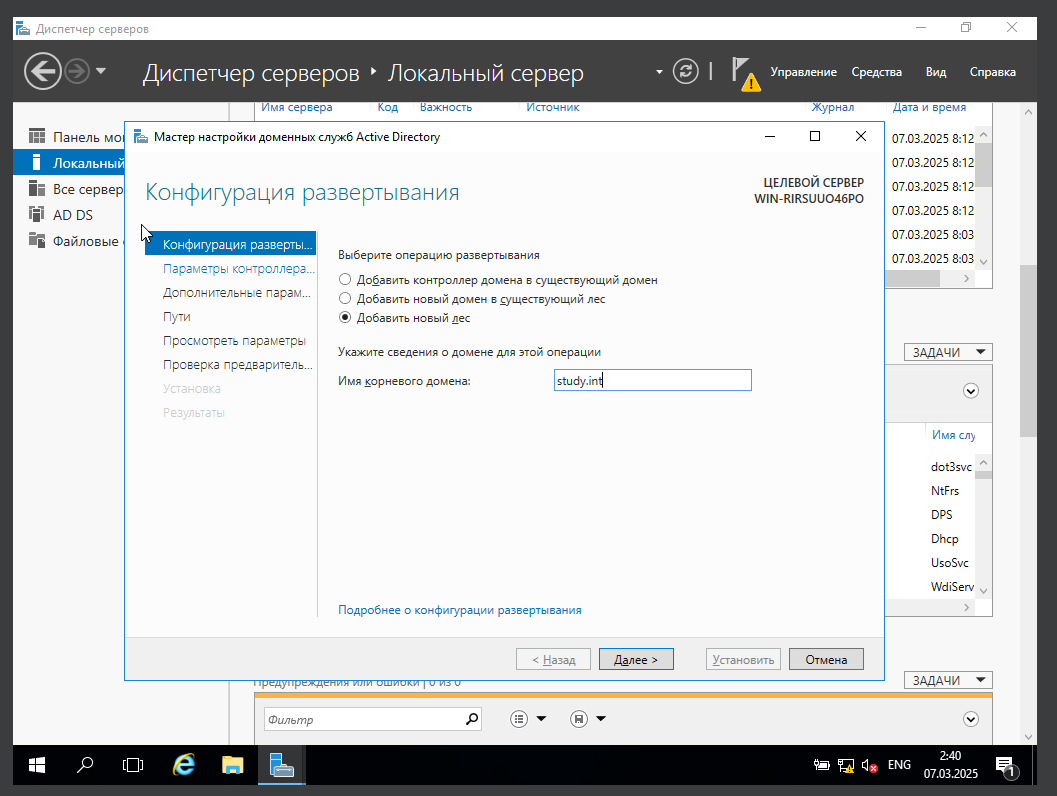 Диспетчер серверов
Диспетчер серверов ‣ Локальный сервер
Управление Средства Вид Справка
Имя сервера Код Важность Источник Журнал Дата и время
Панель мо
Локальный
Все сервер
AD DS
Файловые
07.03.2025 8:12
07.03.2025 8:12
07.03.2025 8:12
07.03.2025 8:12
07.03.2025 8:03
07.03.2025 8:03
Мастер настройки доменных служб Active Directory
Конфигурация развертывания
ЦЕЛЕВОЙ СЕРВЕР
WIN-RIRSUUO46PO
Конфигурация разверты...
Параметры контроллера...
Дополнительные парам...
Пути
Просмотреть параметры
Проверка предваритель...
Установка
Результаты
Выберите операцию развертывания
Добавить контроллер домена в существующий домен
Добавить новый домен в существующий лес
Добавить новый лес
Укажите сведения о домене для этой операции
Имя корневого домена: study.int
Подробнее о конфигурации развертывания
< Назад Далее > Установить Отмена
ЗАДАЧИ
Имя слу
dot3svc
NtFrs
DPS
Dhcp
UsoSvc
WdiServ
Предупреждения или ошибки | 0 из 0
ЗАДАЧИ
Фильтр
ENG
2:40
07.03.2025
1